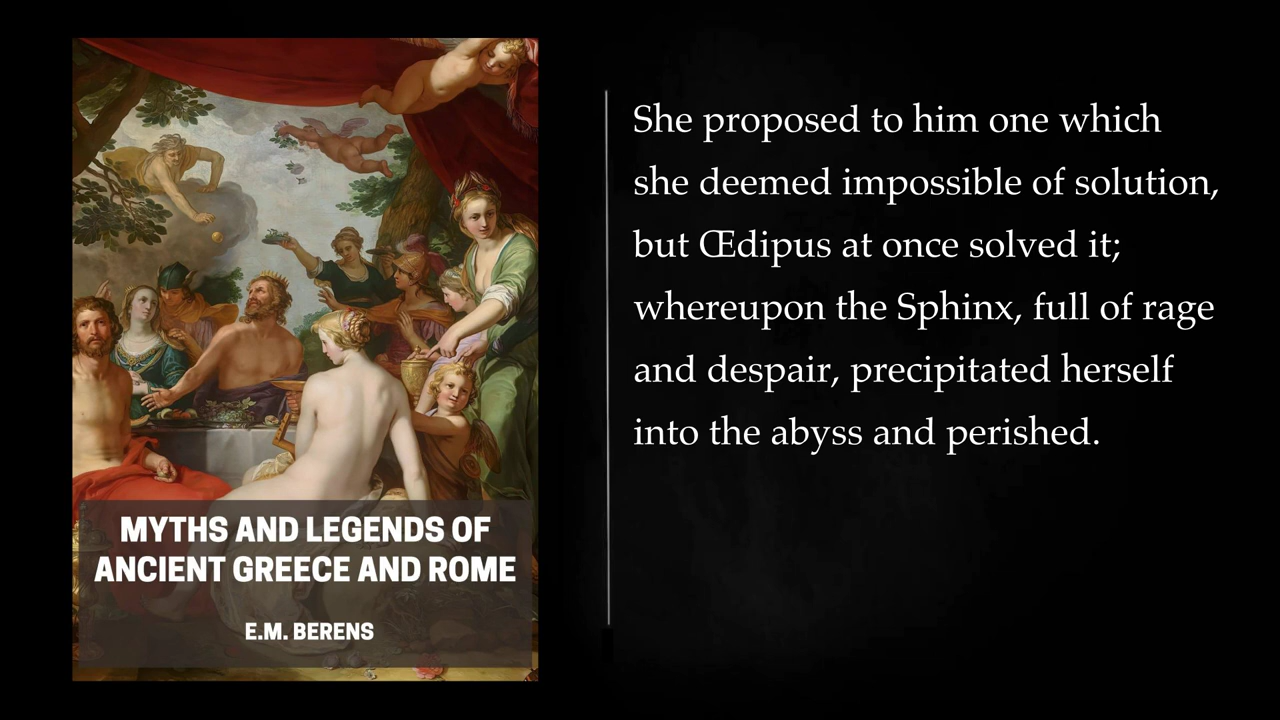 She proposed to him one which
she deemed impossible of solution,
but Œdipus at once solved it;
whereupon the Sphinx, full of rage
and despair, precipitated herself
into the abyss and perished.
MYTHS AND LEGENDS OF
ANCIENT GREECE AND ROME
E.M. BERENS